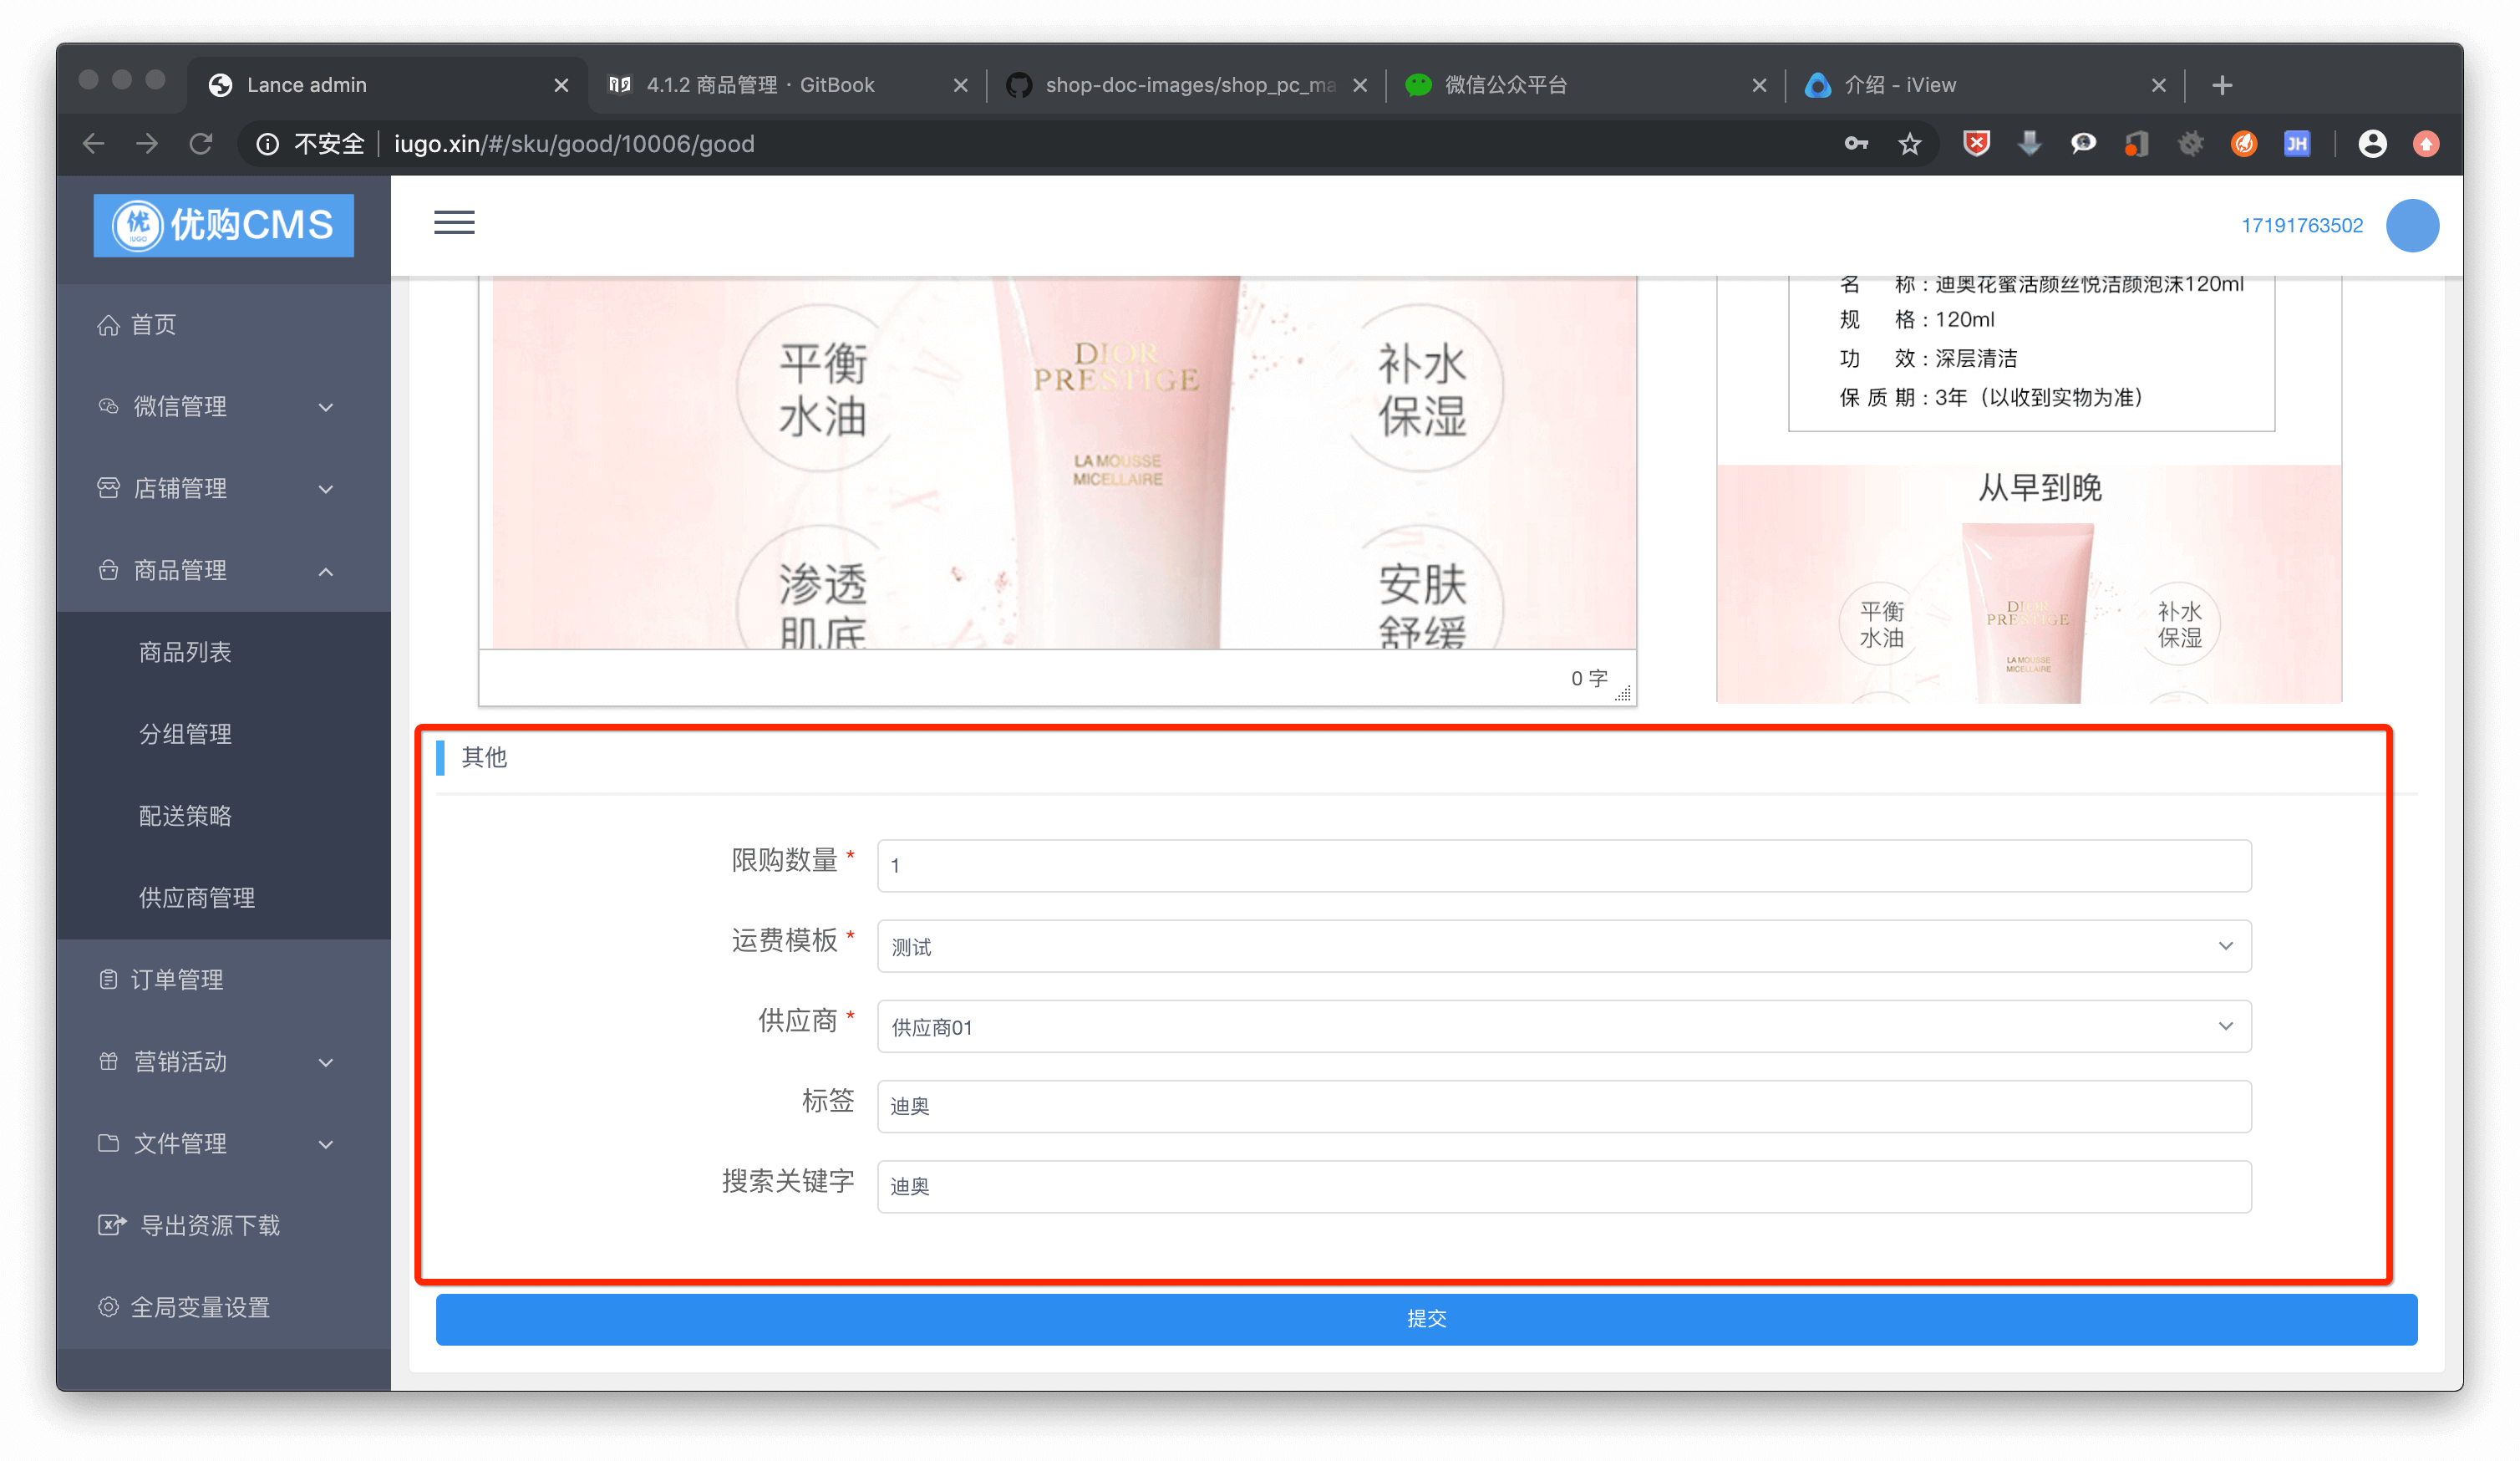 Lance admin
4.1.2 商品管理 · GitBook
shop-doc-images/shop_pc_ma
微信公众平台
介绍 - iView
不安全
iugo.xin/#/sku/good/10006/good
JH
优
IUGO
优购CMS
17191763502
首页
微信管理
店铺管理
商品管理
商品列表
分组管理
配送策略
供应商管理
订单管理
营销活动
文件管理
导出资源下载
全局变量设置
平衡
水油
DIOR
PRESTIGE
LA MOUSSE
MICELLAIRE
补水
保湿
渗透
肌底
安肤
舒缓
0 字
名 称：迪奥花蜜活颜丝悦洁颜泡沫120ml
规 格：120ml
功 效：深层清洁
保 质 期：3年（以收到实物为准）
从早到晚
平衡
水油
DIOR
PRESTIGE
LA MOUSSE
MICELLAIRE
补水
保湿
其他
限购数量 *
1
运费模板 *
测试
供应商 *
供应商01
标签
迪奥
搜索关键字
迪奥
提交